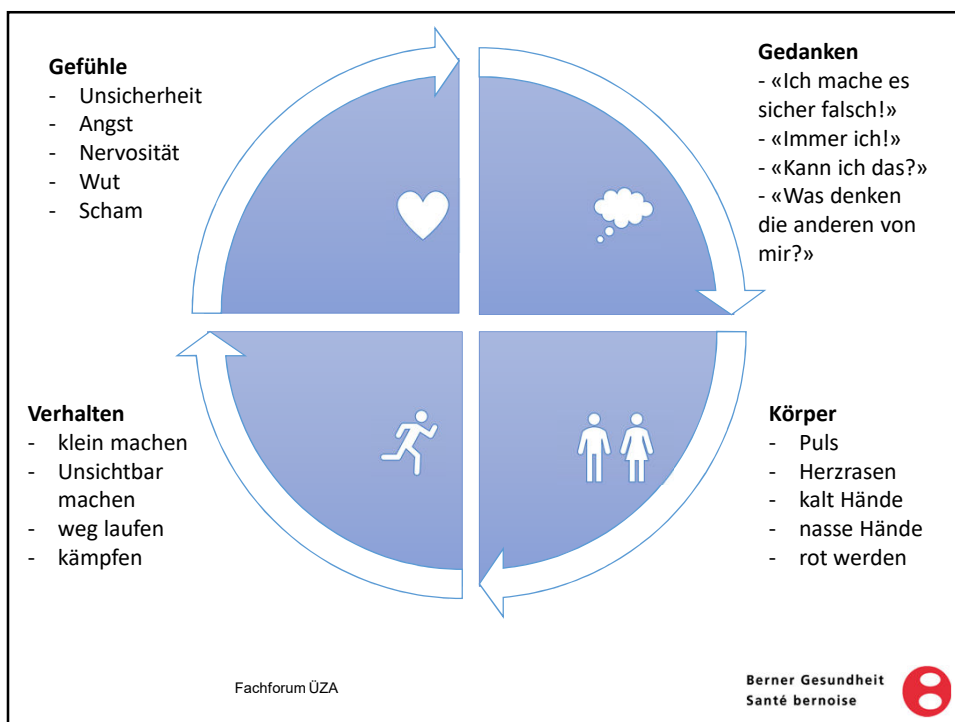 Gefühle
- Unsicherheit
- Angst
- Nervosität
- Wut
- Scham
Gedanken
- «Ich mache es
sicher falsch!»
- «Immer ich!»
- «Kann ich das?»
- «Was denken
die anderen von
mir?»
Verhalten
- klein machen
- Unsichtbar
machen
- weg laufen
- kämpfen
Körper
- Puls
- Herzrasen
- kalt Hände
- nasse Hände
- rot werden
Fachforum ÜZA
Berner Gesundheit
Santé bernoise